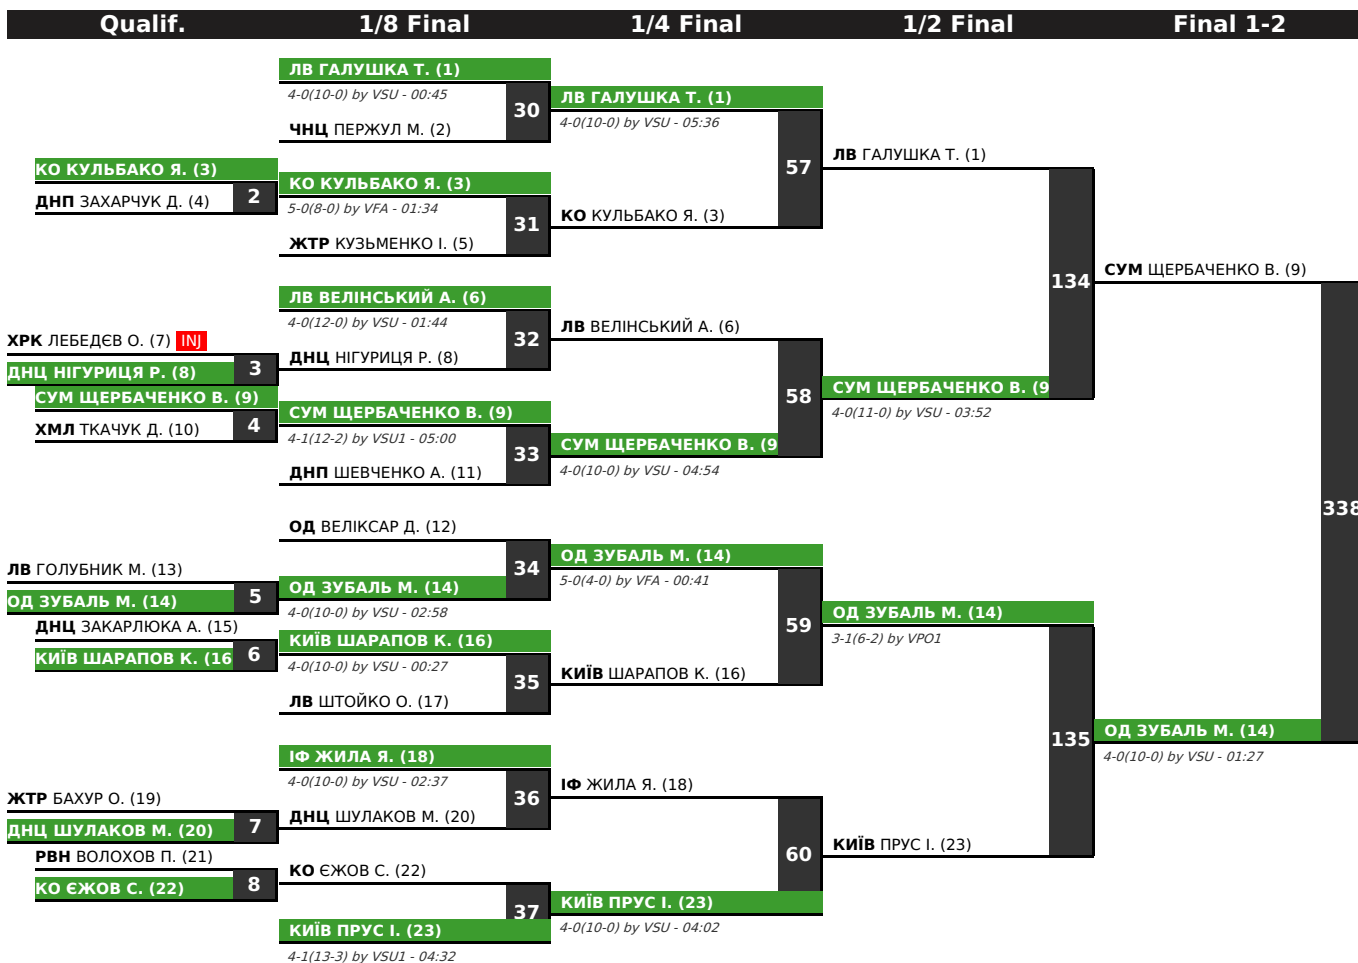 Qualif.
1/8 Final
1/4 Final
1/2 Final
Final 1-2
КО КУЛЬБАКО Я. (3)
2
ДНП ЗАХАРЧУК Д. (4)
ХРК ЛЕБЕДЄВ О. (7) INJ
3
ДНЦ НІГУРИЦЯ Р. (8)
СУМ ЩЕРБАЧЕНКО В. (9)
4
ХМЛ ТКАЧУК Д. (10)
ЛВ ГОЛУБНИК М. (13)
5
ОД ЗУБАЛЬ М. (14)
ДНЦ ЗАКАРЛЮКА А. (15)
6
КИЇВ ШАРАПОВ К. (16
ЖТР БАХУР О. (19)
7
ДНЦ ШУЛАКОВ М. (20)
РВН ВОЛОХОВ П. (21)
8
КО ЄЖОВ С. (22)
ЛВ ГАЛУШКА Т. (1)
4-0(10-0) by VSU - 00:45
30
ЧНЦ ПЕРЖУЛ М. (2)
КО КУЛЬБАКО Я. (3)
5-0(8-0) by VFA - 01:34
31
ЖТР КУЗЬМЕНКО І. (5)
ЛВ ВЕЛІНСЬКИЙ А. (6)
4-0(12-0) by VSU - 01:44
32
ДНЦ НІГУРИЦЯ Р. (8)
СУМ ЩЕРБАЧЕНКО В. (9)
4-1(12-2) by VSU1 - 05:00
33
ДНП ШЕВЧЕНКО А. (11)
ОД ВЕЛІКСАР Д. (12)
34
ОД ЗУБАЛЬ М. (14)
4-0(10-0) by VSU - 02:58
КИЇВ ШАРАПОВ К. (16)
4-0(10-0) by VSU - 00:27
35
ЛВ ШТОЙКО О. (17)
ІФ ЖИЛА Я. (18)
4-0(10-0) by VSU - 02:37
36
ДНЦ ШУЛАКОВ М. (20)
КО ЄЖОВ С. (22)
37
КИЇВ ПРУС І. (23)
4-1(13-3) by VSU1 - 04:32
ЛВ ГАЛУШКА Т. (1)
4-0(10-0) by VSU - 05:36
57
КО КУЛЬБАКО Я. (3)
ЛВ ВЕЛІНСЬКИЙ А. (6)
58
СУМ ЩЕРБАЧЕНКО В. (9
4-0(10-0) by VSU - 04:54
ОД ЗУБАЛЬ М. (14)
5-0(4-0) by VFA - 00:41
59
КИЇВ ШАРАПОВ К. (16)
ІФ ЖИЛА Я. (18)
60
КИЇВ ПРУС І. (23)
4-0(10-0) by VSU - 04:02
ЛВ ГАЛУШКА Т. (1)
134
СУМ ЩЕРБАЧЕНКО В. (9
4-0(11-0) by VSU - 03:52
ОД ЗУБАЛЬ М. (14)
3-1(6-2) by VPO1
135
КИЇВ ПРУС І. (23)
СУМ ЩЕРБАЧЕНКО В. (9)
338
ОД ЗУБАЛЬ М. (14)
4-0(10-0) by VSU - 01:27